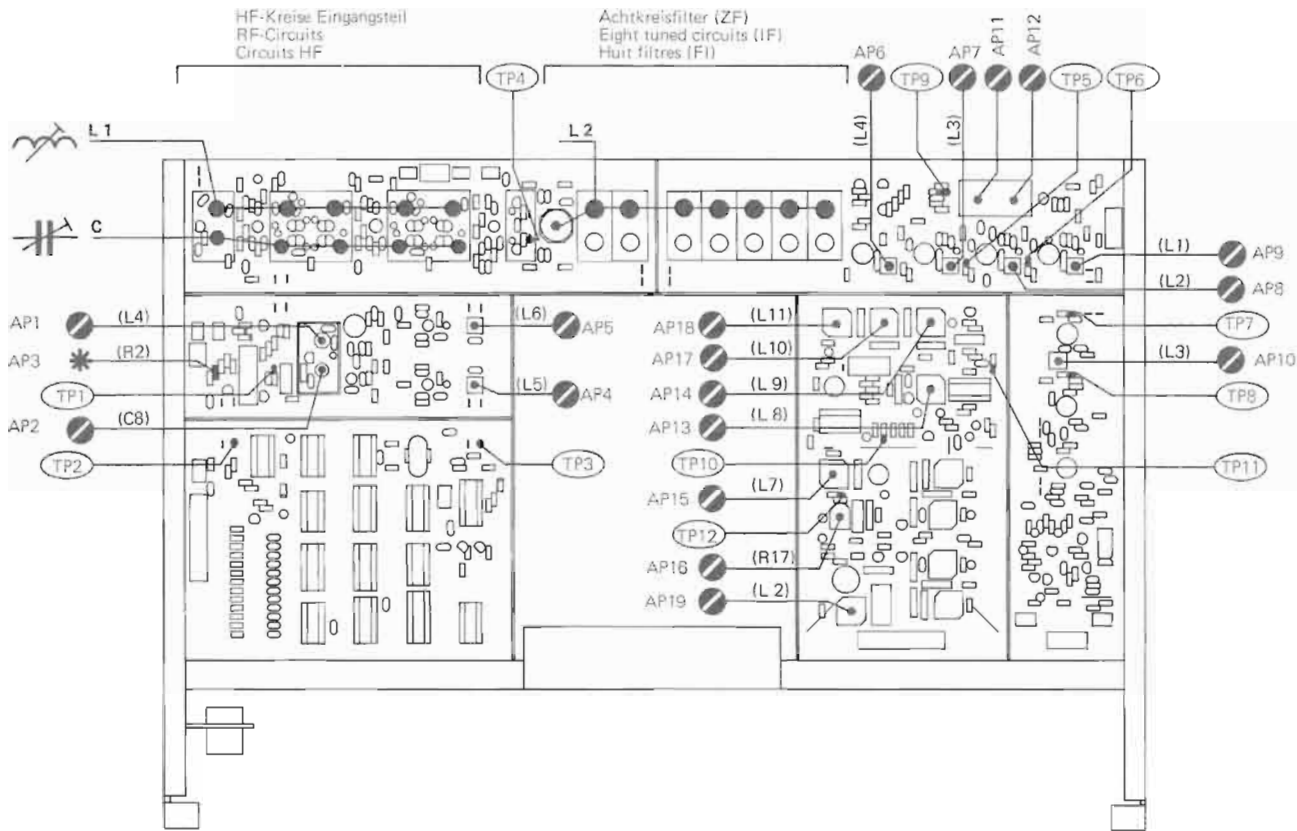 HF-Kreise Eingangsteil
RF-Circuits
Circuits HF
Achtkreisfilter (ZF)
Eight tuned circuits (IF)
Huit filtres (FI)
TP4
AP6
TP9
AP7
AP11
AP12
TP5
TP6
(L4)
(L3)
L 1
L 2
C
(L1)
AP9
(L2)
AP8
AP1
(L4)
AP3
(R2)
TP1
AP2
(C8)
TP2
(L6)
AP5
(L5)
AP4
TP3
AP18
(L11)
AP17
(L10)
AP14
(L 9)
AP13
(L 8)
TP10
AP15
(L7)
TP12
AP16
(R17)
AP19
(L 2)
TP7
(L3)
AP10
TP8
TP11